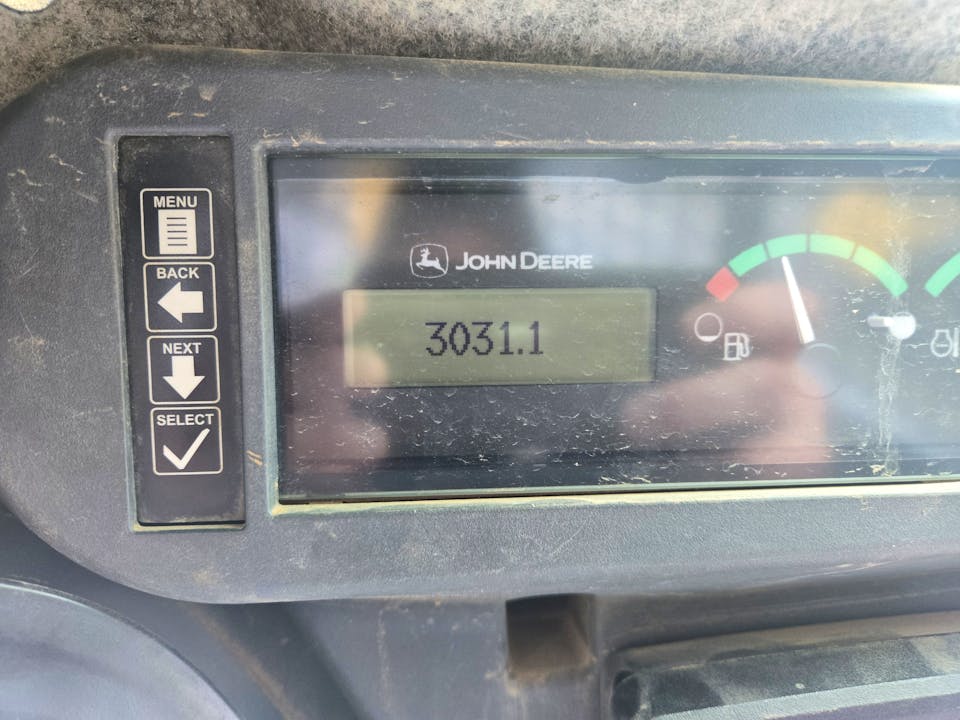 MENU
BACK
NEXT
SELECT
JOHN DEERE
3031.1